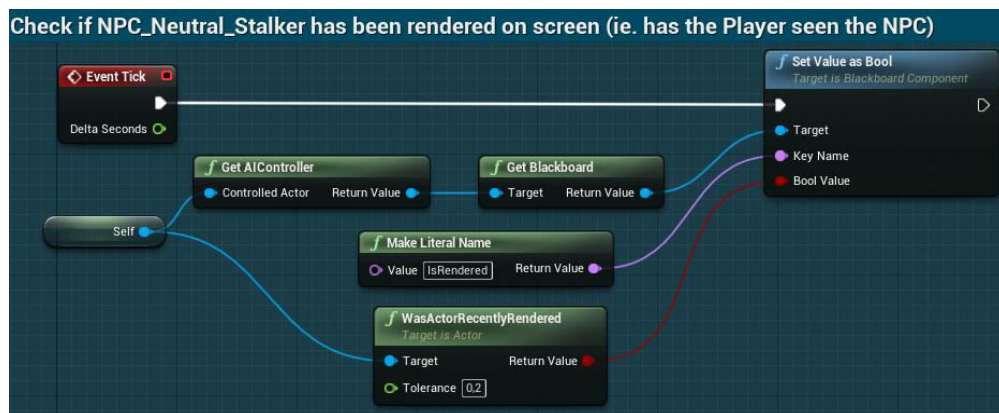 Check if NPC_Neutral_Stalker has been rendered on screen (ie. has the Player seen the NPC)
Event Tick
Delta Seconds
Set Value as Bool
Target is Blackboard Component
Target
Key Name
Bool Value
Get AIController
Controlled Actor Return Value
Get Blackboard
Target Return Value
Self
Make Literal Name
Value IsRendered Return Value
WasActorRecentlyRendered
Target is Actor
Target Return Value
Tolerance 0,2